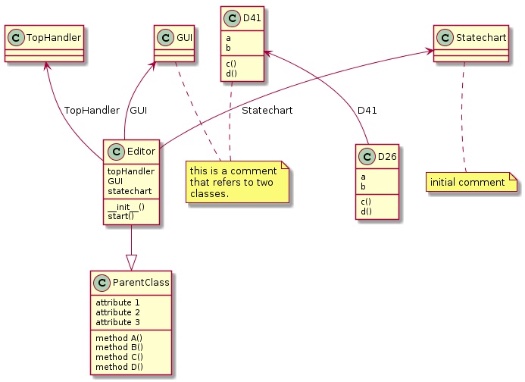 C TopHandler
C GUI
C D41
a
b
c()
d()
C Statechart
TopHandler
GUI
Statechart
D41
C Editor
topHandler
GUI
statechart
__init__()
start()
this is a comment
that refers to two
classes.
C D26
a
b
c()
d()
initial comment
C ParentClass
attribute 1
attribute 2
attribute 3
method A()
method B()
method C()
method D()